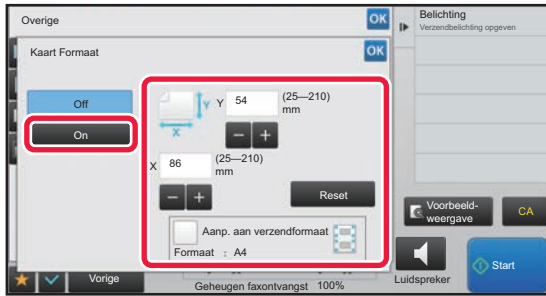 Overige
OK
Belichting
Verzendbelichting opgeven
Kaart Formaat
OK
Off
On
Y
X
Y 54 (25—210)
mm
X 86 (25—210)
mm
Reset
Aanp. aan verzendformaat
Formaat : A4
Voorbeeld-
weergave
CA
Vorige
Geheugen faxontvangst 100%
Luidspreker
Start